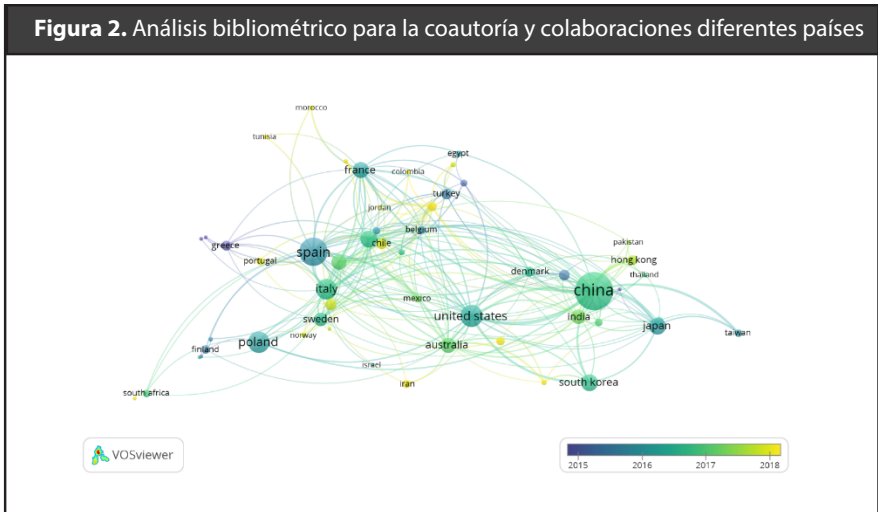 Figura 2. Análisis bibliométrico para la coautoría y colaboraciones diferentes países
morocco
tunisia
egypt
france
colombia
turkey
jordan
belgium
greece
chile
pakistan
spain
portugal
hong kong
denmark
thailand
italy
china
mexico
sweden
united states
india
japan
norway
taiwan
poland
australia
finland
israel
south korea
iran
south africa
VOSviewer
2015 2016 2017 2018